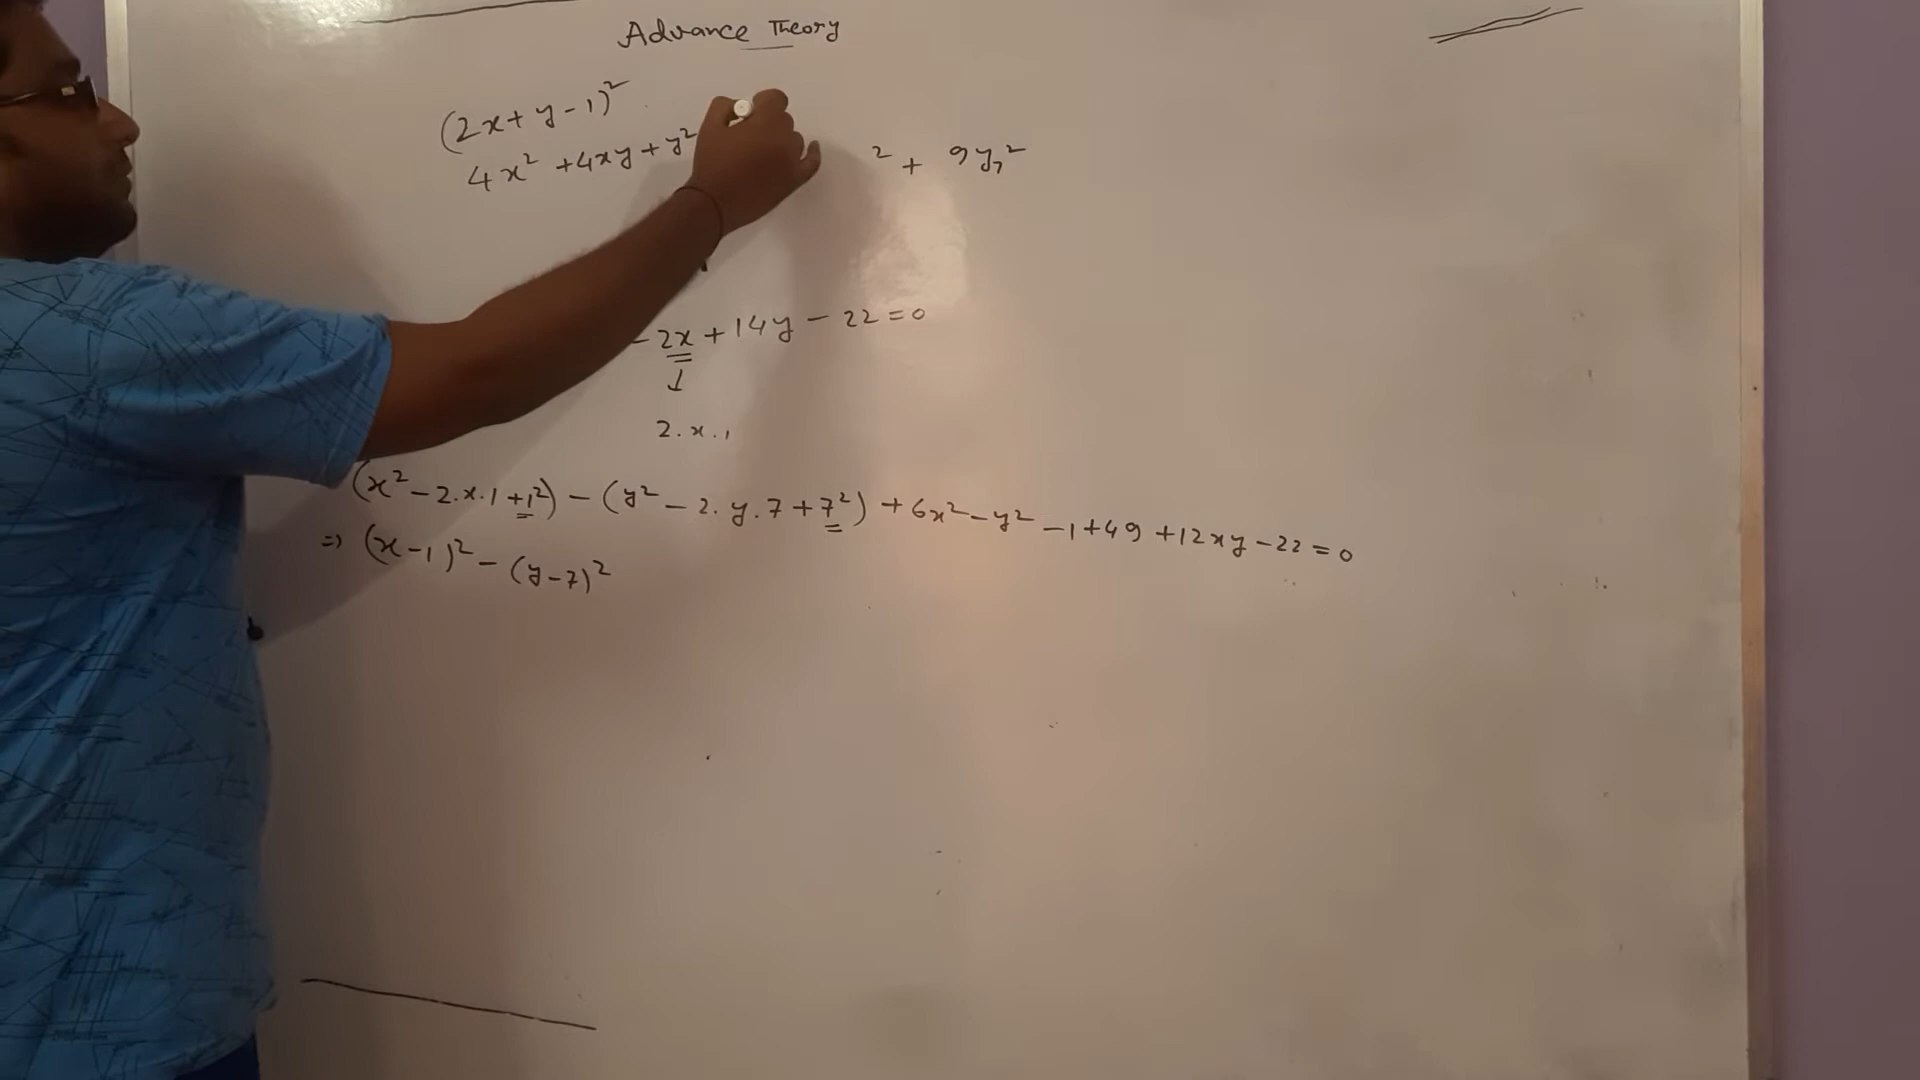 Advance Theory
(2x+y-1)²
4x² +4xy+y² ² + 9y₇²
- 2x + 14y - 22 = 0
↓
2.x.1
(x² - 2.x.1 + 1²) - (y² - 2.y.7 + 7²) + 6x² - y² - 1 + 49 + 12xy - 22 = 0
⇒ (x-1)² - (y-7)²